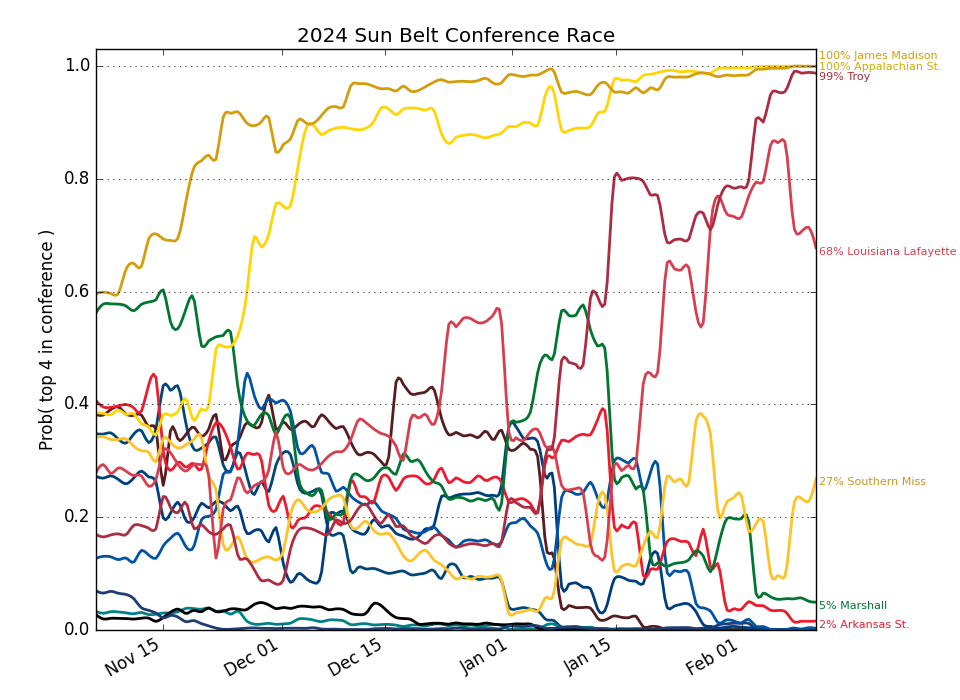 2024 Sun Belt Conference Race
Prob( top 4 in conference )
1.0
0.8
0.6
0.4
0.2
0.0
Nov 15
Dec 01
Dec 15
Jan 01
Jan 15
Feb 01
100% James Madison
100% Appalachian St.
99% Troy
68% Louisiana Lafayette
27% Southern Miss
5% Marshall
2% Arkansas St.